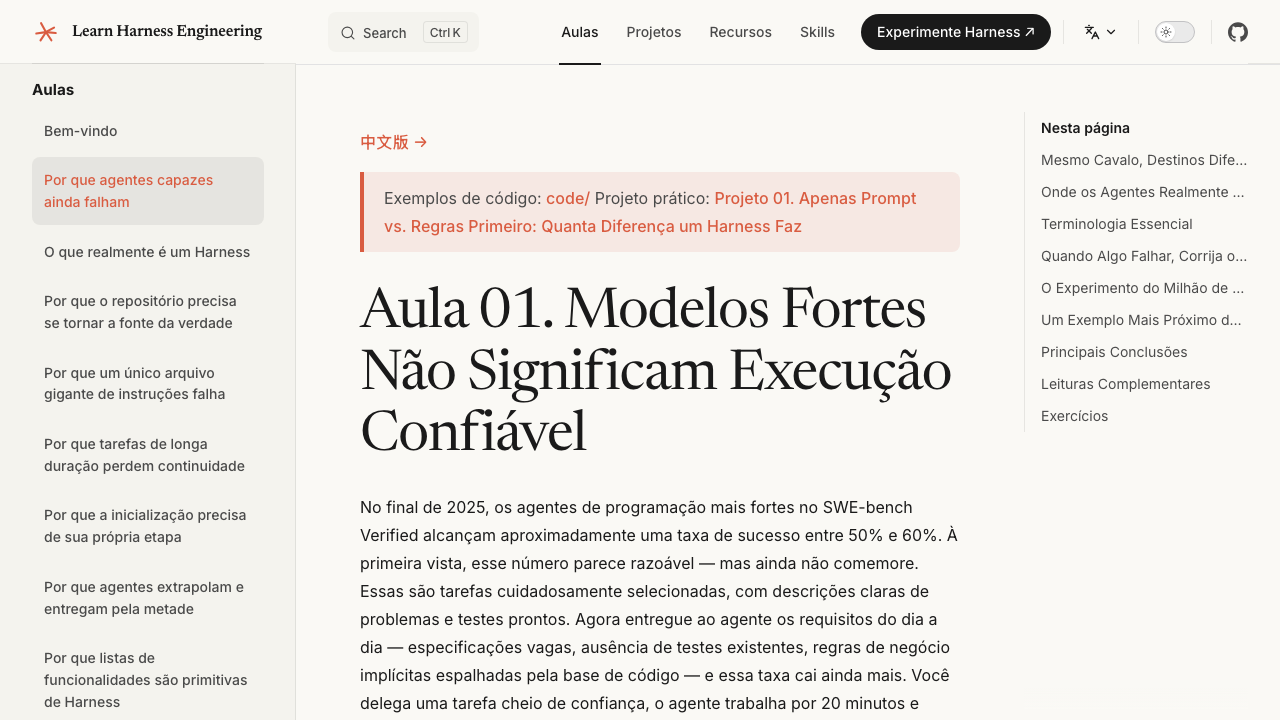 Learn Harness Engineering
Search Ctrl K
Aulas Projetos Recursos Skills Experimente Harness ↗
Aulas
Bem-vindo
Por que agentes capazes
ainda falham
O que realmente é um Harness
Por que o repositório precisa
se tornar a fonte da verdade
Por que um único arquivo
gigante de instruções falha
Por que tarefas de longa
duração perdem continuidade
Por que a inicialização precisa
de sua própria etapa
Por que agentes extrapolam e
entregam pela metade
Por que listas de
funcionalidades são primitivas
de Harness
中文版 →
Exemplos de código: code/ Projeto prático: Projeto 01. Apenas Prompt
vs. Regras Primeiro: Quanta Diferença um Harness Faz
Aula 01. Modelos Fortes
Não Significam Execução
Confiável
No final de 2025, os agentes de programação mais fortes no SWE-bench
Verified alcançam aproximadamente uma taxa de sucesso entre 50% e 60%. À
primeira vista, esse número parece razoável — mas ainda não comemore.
Essas são tarefas cuidadosamente selecionadas, com descrições claras de
problemas e testes prontos. Agora entregue ao agente os requisitos do dia a
dia — especificações vagas, ausência de testes existentes, regras de negócio
implícitas espalhadas pela base de código — e essa taxa cai ainda mais. Você
delega uma tarefa cheio de confiança, o agente trabalha por 20 minutos e
Nesta página
Mesmo Cavalo, Destinos Dife...
Onde os Agentes Realmente ...
Terminologia Essencial
Quando Algo Falhar, Corrija o...
O Experimento do Milhão de ...
Um Exemplo Mais Próximo d...
Principais Conclusões
Leituras Complementares
Exercícios